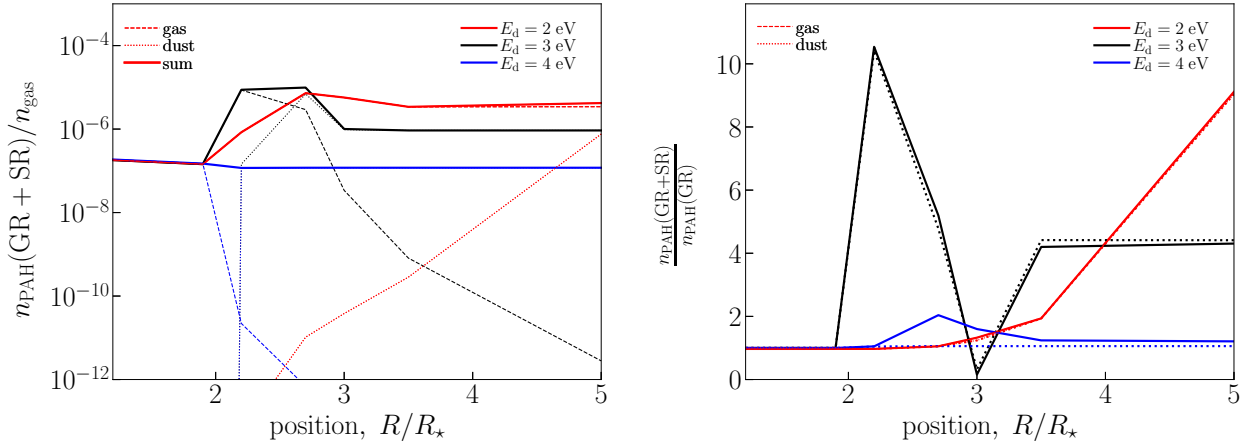 gas
dust
sum
E_d = 2 eV
E_d = 3 eV
E_d = 4 eV
10^{-4}
10^{-6}
10^{-8}
10^{-10}
10^{-12}
n_PAH(GR + SR)/n_gas
2
3
4
5
position, R/R_⋆
gas
dust
E_d = 2 eV
E_d = 3 eV
E_d = 4 eV
10
8
6
4
2
0
n_PAH(GR+SR)
n_PAH(GR)
2
3
4
5
position, R/R_⋆